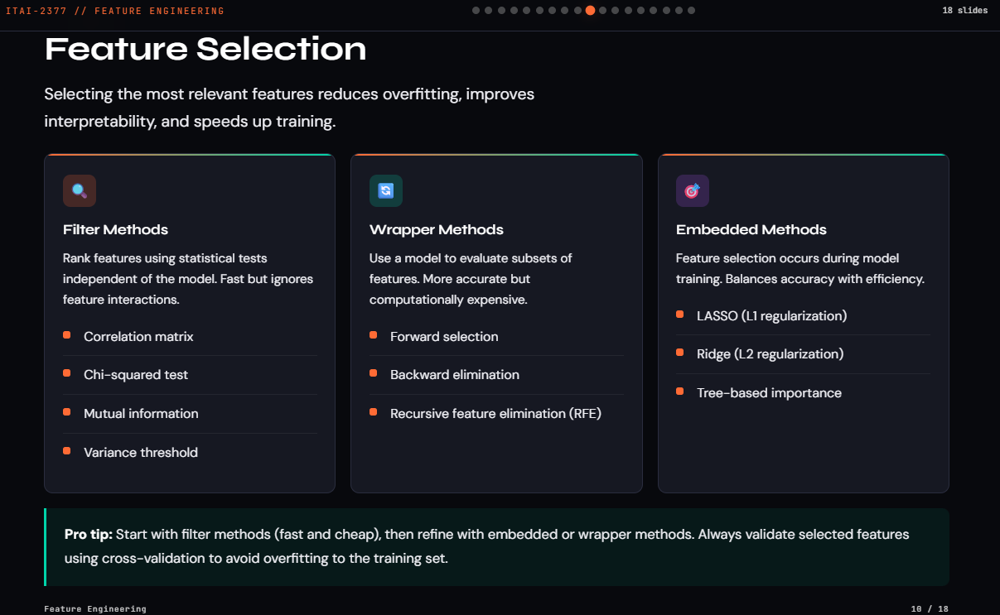 ITAI-2377 // FEATURE ENGINEERING
18 slides
Feature Selection
Selecting the most relevant features reduces overfitting, improves
interpretability, and speeds up training.
Filter Methods
Rank features using statistical tests
independent of the model. Fast but ignores
feature interactions.
Correlation matrix
Chi-squared test
Mutual information
Variance threshold
Wrapper Methods
Use a model to evaluate subsets of
features. More accurate but
computationally expensive.
Forward selection
Backward elimination
Recursive feature elimination (RFE)
Embedded Methods
Feature selection occurs during model
training. Balances accuracy with efficiency.
LASSO (L1 regularization)
Ridge (L2 regularization)
Tree-based importance
Pro tip: Start with filter methods (fast and cheap), then refine with embedded or wrapper methods. Always validate selected features
using cross-validation to avoid overfitting to the training set.
Feature Engineering
10 / 18